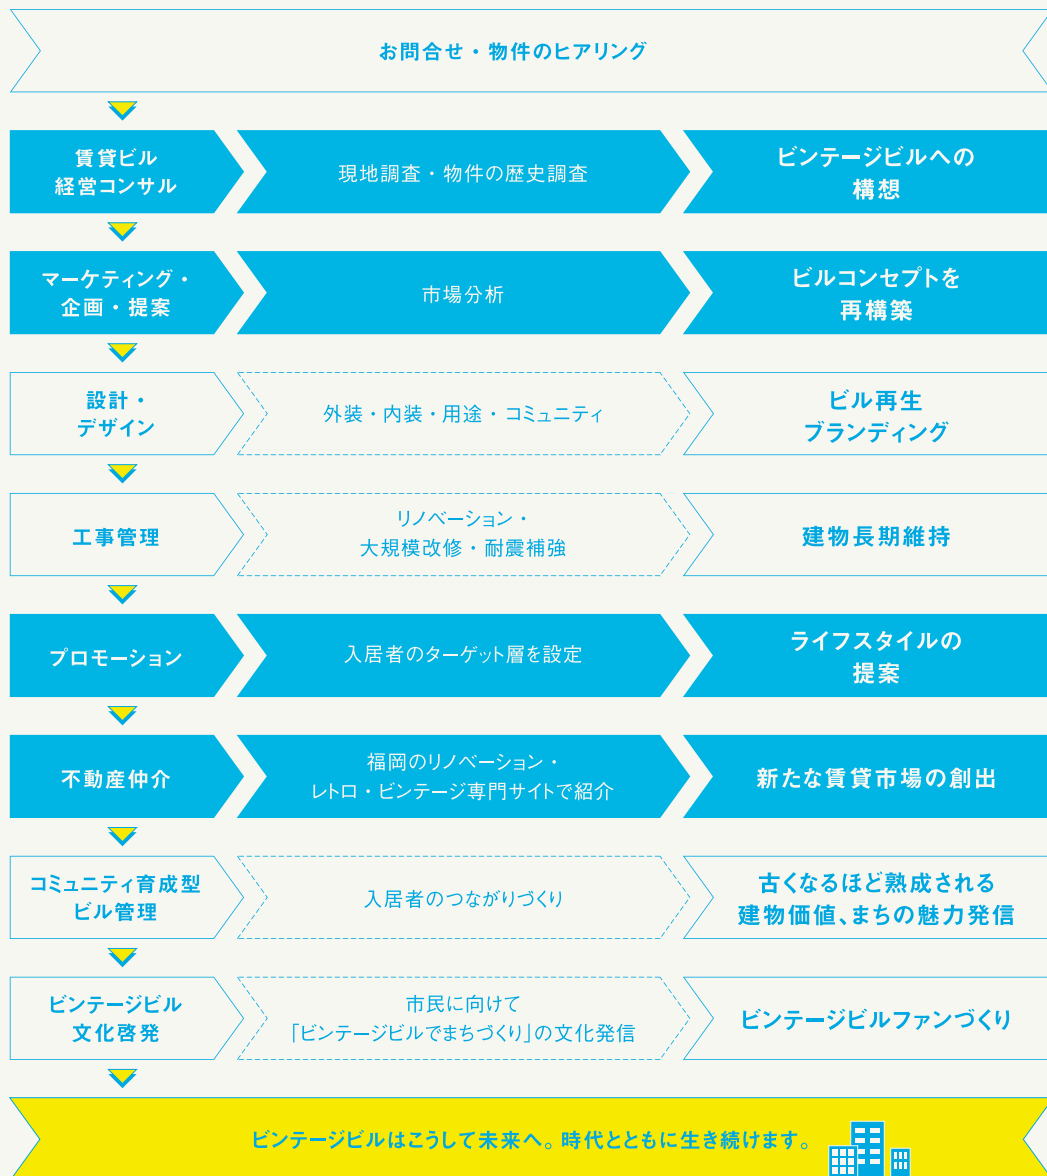 お問合せ・物件のヒアリング
賃貸ビル
経営コンサル
現地調査・物件の歴史調査
ビンテージビルへの
構想
マーケティング・
企画・提案
市場分析
ビルコンセプトを
再構築
設計・
デザイン
外装・内装・用途・コミュニティ
ビル再生
ブランディング
工事管理
リノベーション・
大規模改修・耐震補強
建物長期維持
プロモーション
入居者のターゲット層を設定
ライフスタイルの
提案
不動産仲介
福岡のリノベーション・
レトロ・ビンテージ専門サイトで紹介
新たな賃貸市場の創出
コミュニティ育成型
ビル管理
入居者のつながりづくり
古くなるほど熟成される
建物価値、まちの魅力発信
ビンテージビル
文化啓発
市民に向けて
「ビンテージビルでまちづくり」の文化発信
ビンテージビルファンづくり
ビンテージビルはこうして未来へ。時代とともに生き続けます。